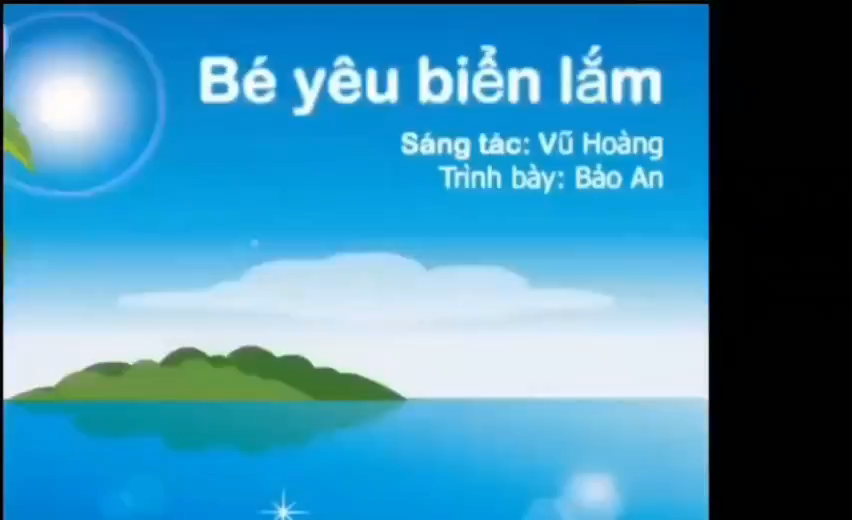 Bé yêu biển lắm
Sáng tác: Vũ Hoàng
Trình bày: Bảo An